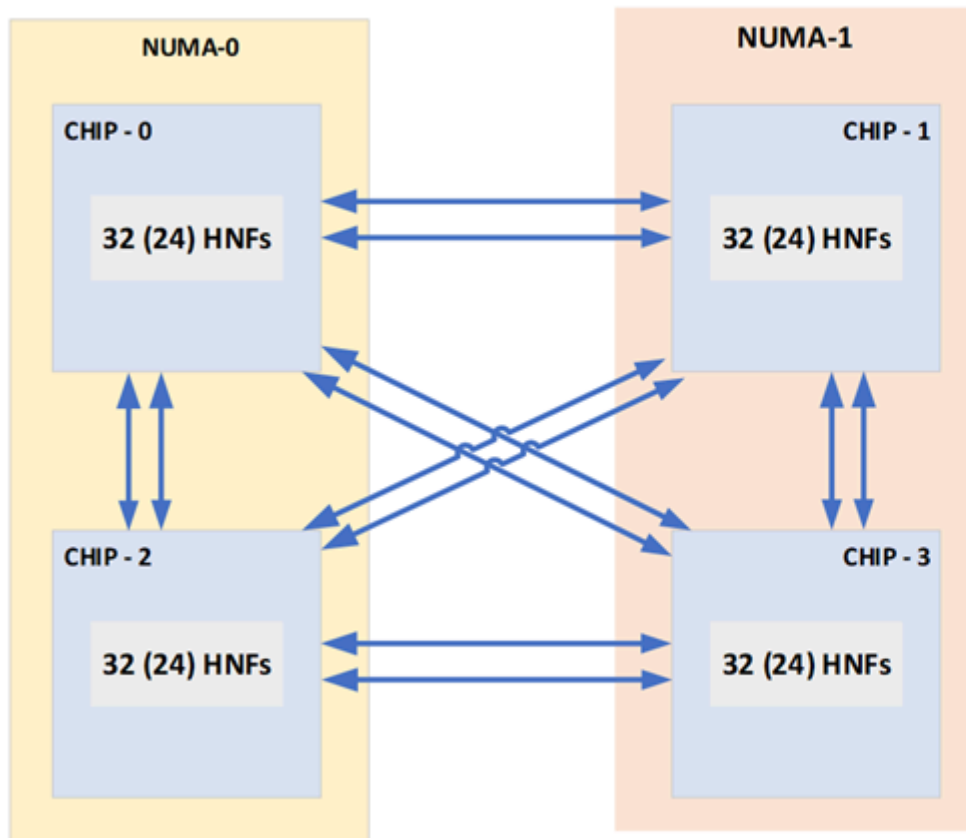 NUMA-0
NUMA-1
CHIP - 0
CHIP - 1
32 (24) HNFs
32 (24) HNFs
CHIP - 2
CHIP - 3
32 (24) HNFs
32 (24) HNFs